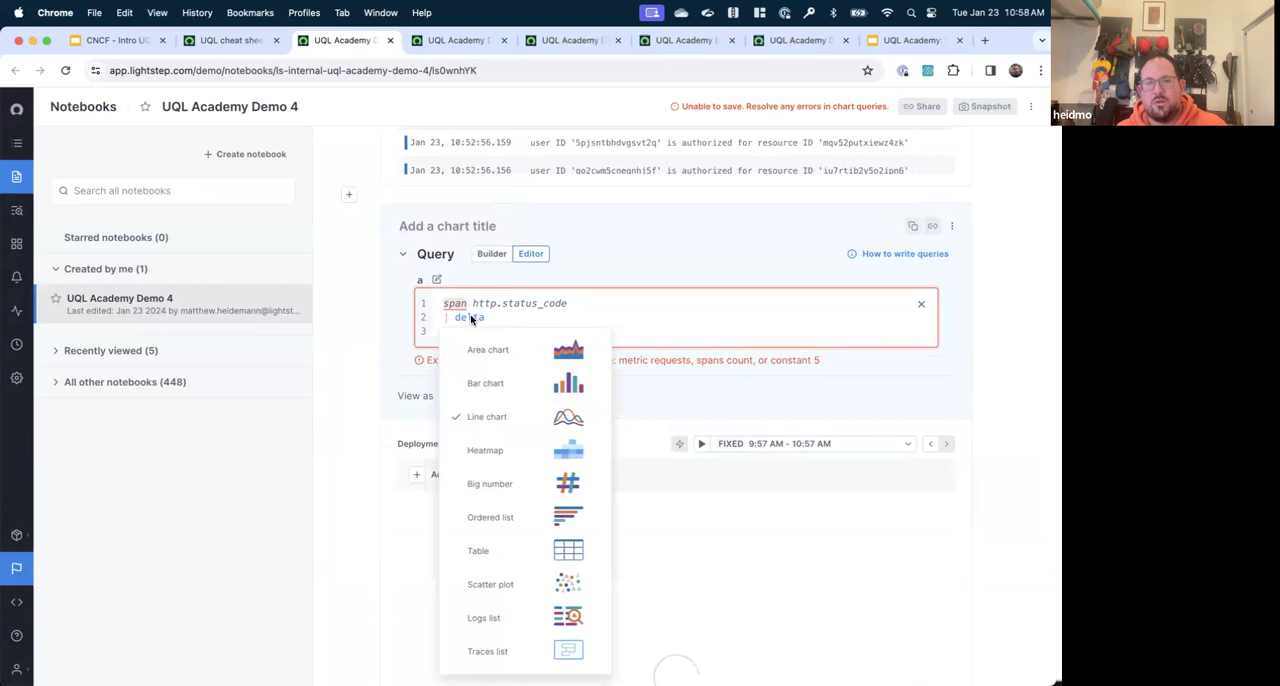 Chrome File Edit View History Bookmarks Profiles Tab Window Help Tue Jan 23 10:58 AM
CNCF - Intro UQ UQL cheat shee UQL Academy D UQL Academy D UQL Academy D UQL Academy D UQL Academy D UQL Academy:
app.lightstep.com/demo/notebooks/ls-internal-uql-academy-demo-4/ls0wnhYK
Notebooks UQL Academy Demo 4 Unable to save. Resolve any errors in chart queries. Share Snapshot
heidmo
Create notebook
Search all notebooks
Starred notebooks (0)
Created by me (1)
UQL Academy Demo 4
Last edited: Jan 23 2024 by matthew.heidemann@lightst...
Recently viewed (5)
All other notebooks (448)
Jan 23, 10:52:56.159 user ID '5pjsntbhdvgsvt2q' is authorized for resource ID 'mqv52putxiewz4zk'
Jan 23, 10:52:56.156 user ID 'qo2cwm5cneqnhj5f' is authorized for resource ID 'iu7rtib2y5o2ipn6'
Add a chart title
Query Builder Editor How to write queries
a
1 span http.status_code
2 | delta
3
Ex : metric requests, spans count, or constant 5
View as
Area chart
Bar chart
Line chart
Heatmap
Big number
Ordered list
Table
Scatter plot
Logs list
Traces list
Deployme FIXED 9:57 AM - 10:57 AM